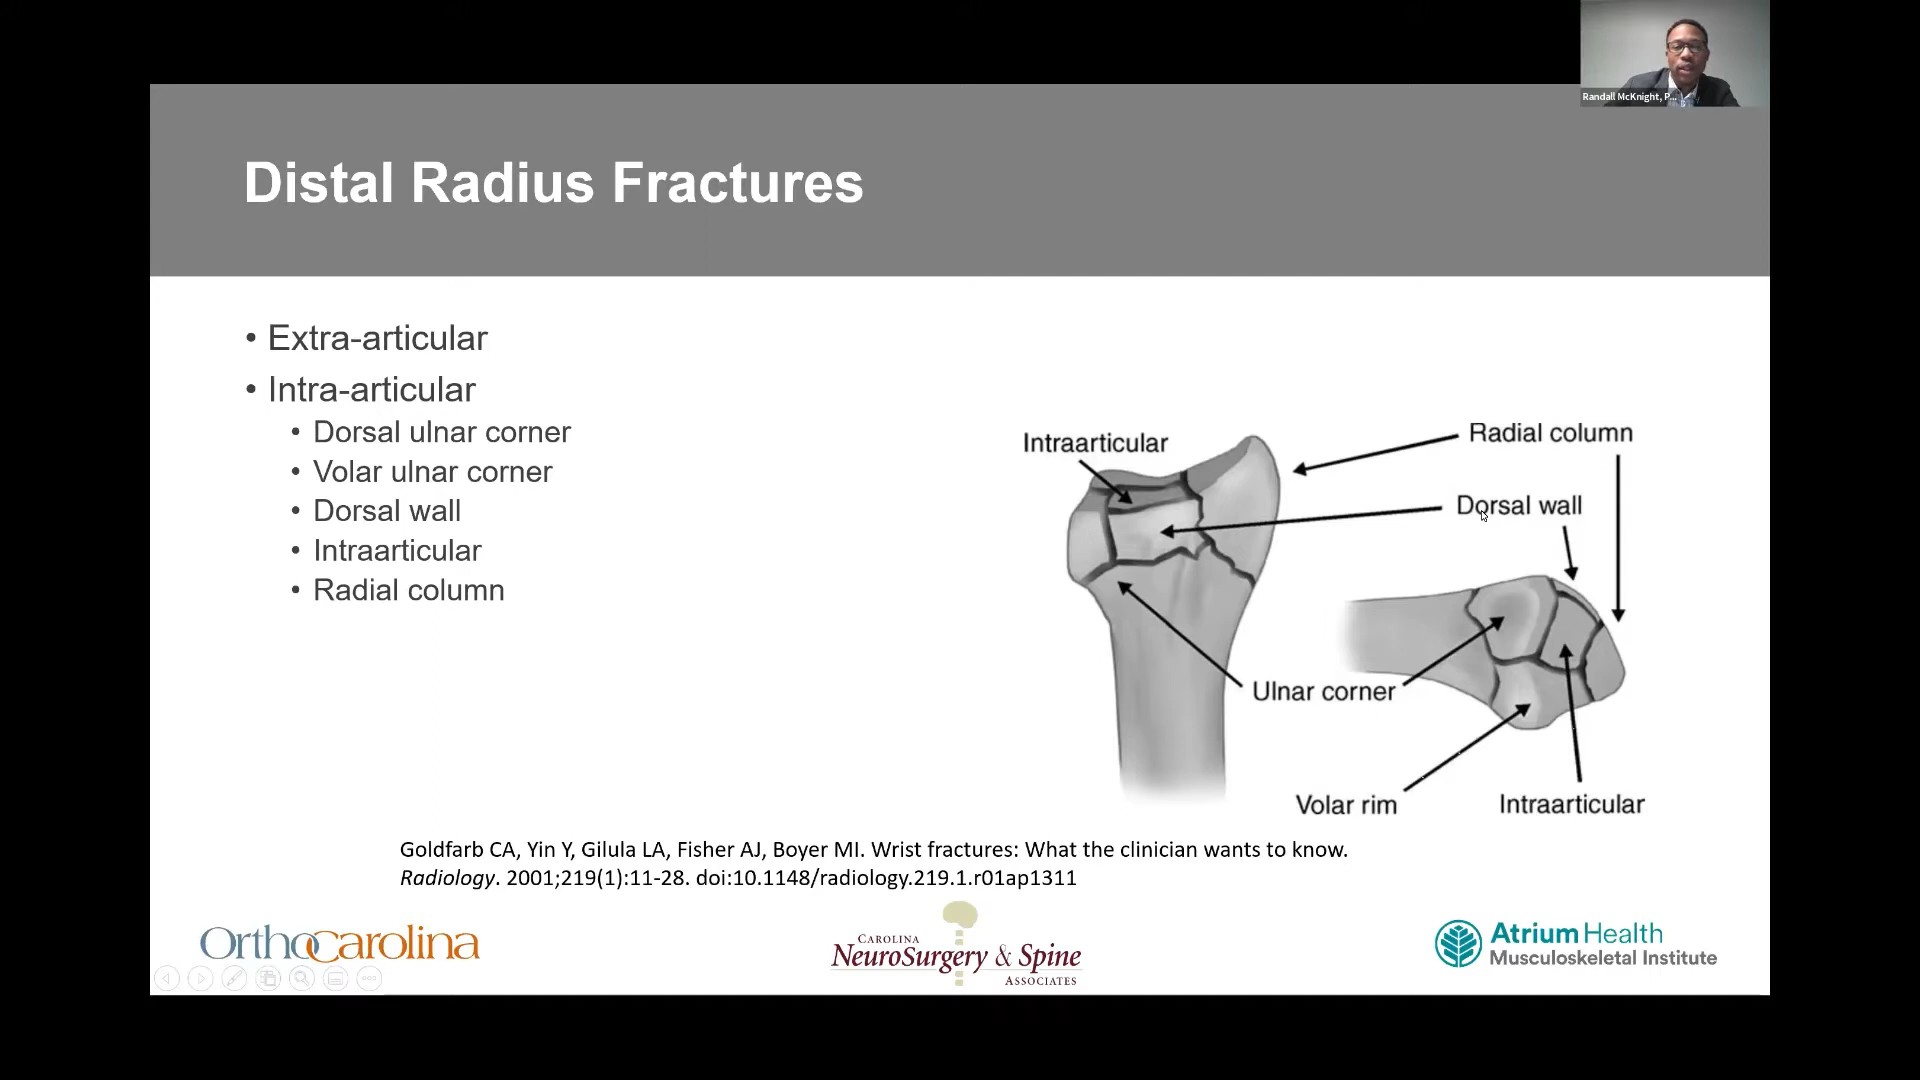 Randall McKnight, P...
Distal Radius Fractures
• Extra-articular
• Intra-articular
• Dorsal ulnar corner
• Volar ulnar corner
• Dorsal wall
• Intraarticular
• Radial column
Intraarticular
Radial column
Dorsal wall
Ulnar corner
Volar rim
Intraarticular
Goldfarb CA, Yin Y, Gilula LA, Fisher AJ, Boyer MI. Wrist fractures: What the clinician wants to know.
Radiology. 2001;219(1):11-28. doi:10.1148/radiology.219.1.r01ap1311
OrthoCarolina
CAROLINA
NEUROSURGERY & SPINE
ASSOCIATES
Atrium Health
Musculoskeletal Institute